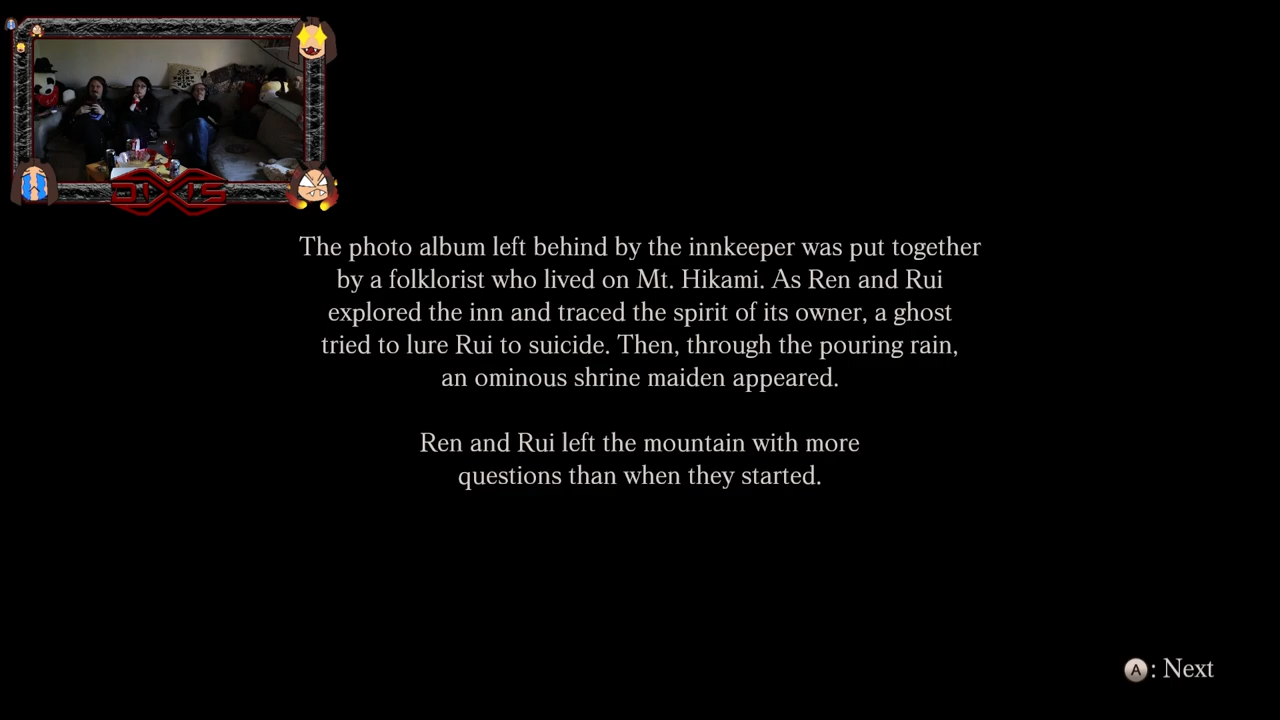 DIXIS
The photo album left behind by the innkeeper was put together
by a folklorist who lived on Mt. Hikami. As Ren and Rui
explored the inn and traced the spirit of its owner, a ghost
tried to lure Rui to suicide. Then, through the pouring rain,
an ominous shrine maiden appeared.
Ren and Rui left the mountain with more
questions than when they started.
A: Next